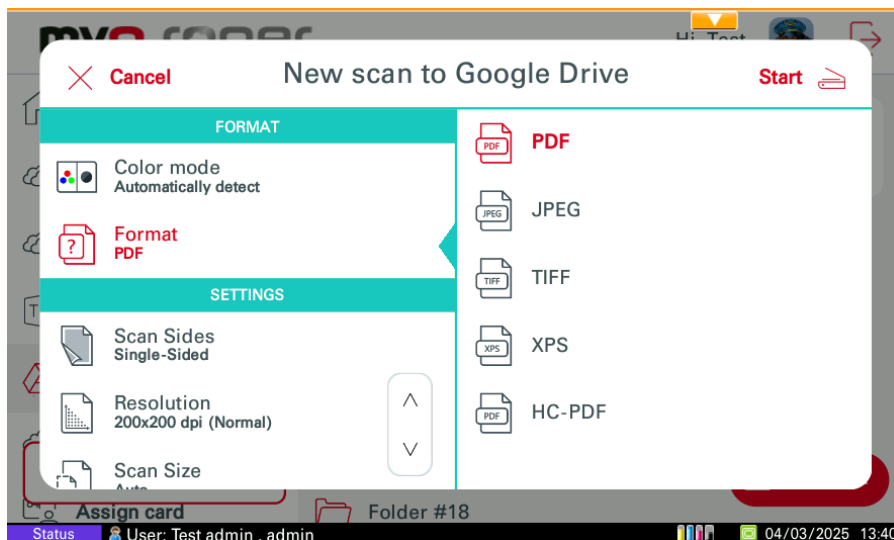 Hi, Test
Cancel
New scan to Google Drive
Start
FORMAT
Color mode
Automatically detect
Format
PDF
SETTINGS
Scan Sides
Single-Sided
Resolution
200x200 dpi (Normal)
Scan Size
Auto
PDF
PDF
JPEG
JPEG
TIFF
TIFF
XPS
XPS
PDF
HC-PDF
Assign card
Folder #18
Status
User: Test admin , admin
04/03/2025 13:40